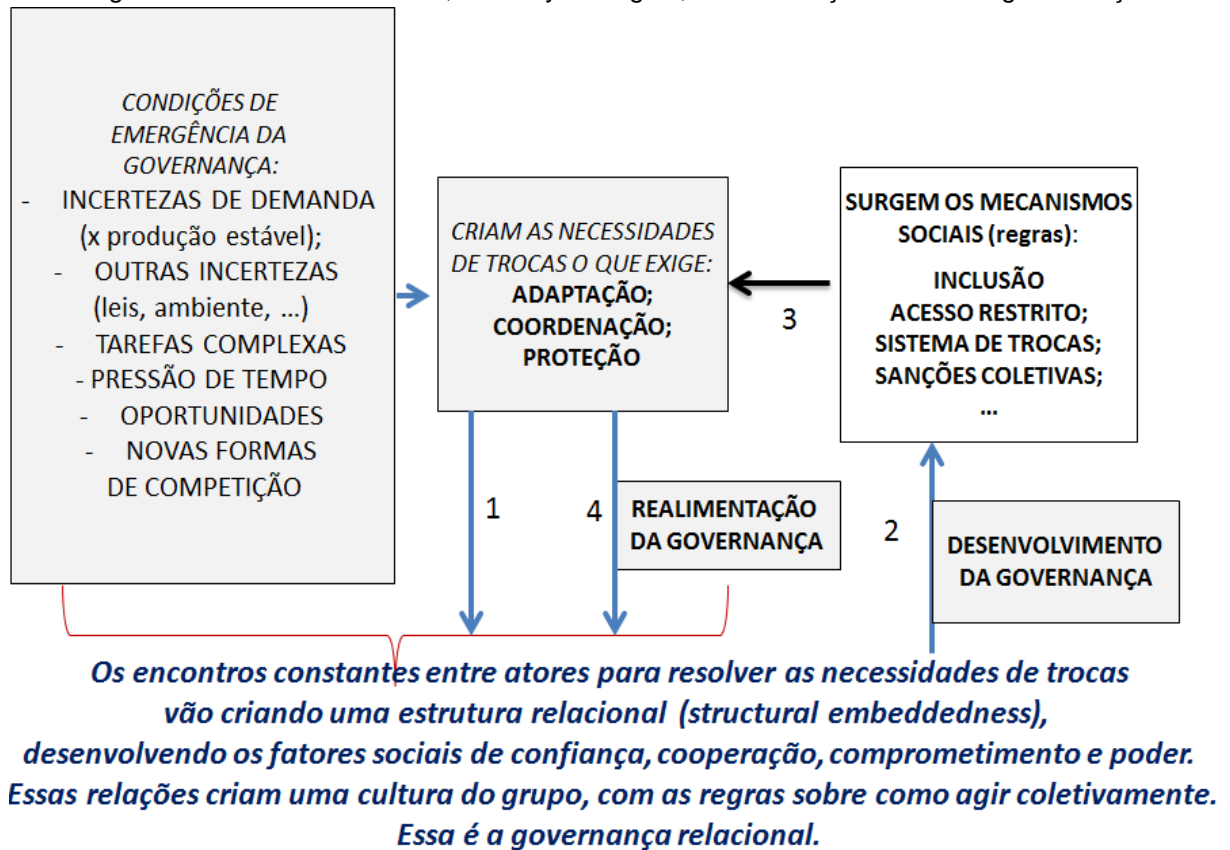 CONDIÇÕES DE
EMERGÊNCIA DA
GOVERNANÇA:
- INCERTEZAS DE DEMANDA
(x produção estável);
- OUTRAS INCERTEZAS
(leis, ambiente, ...)
- TAREFAS COMPLEXAS
- PRESSÃO DE TEMPO
- OPORTUNIDADES
- NOVAS FORMAS
DE COMPETIÇÃO
CRIAM AS NECESSIDADES
DE TROCAS O QUE EXIGE:
ADAPTAÇÃO;
COORDENAÇÃO;
PROTEÇÃO
3
SURGEM OS MECANISMOS
SOCIAIS (regras):
INCLUSÃO
ACESSO RESTRITO;
SISTEMA DE TROCAS;
SANÇÕES COLETIVAS;
...
1
4
REALIMENTAÇÃO
DA GOVERNANÇA
2
DESENVOLVIMENTO
DA GOVERNANÇA
Os encontros constantes entre atores para resolver as necessidades de trocas
vão criando uma estrutura relacional (structural embeddedness),
desenvolvendo os fatores sociais de confiança, cooperação, comprometimento e poder.
Essas relações criam uma cultura do grupo, com as regras sobre como agir coletivamente.
Essa é a governança relacional.